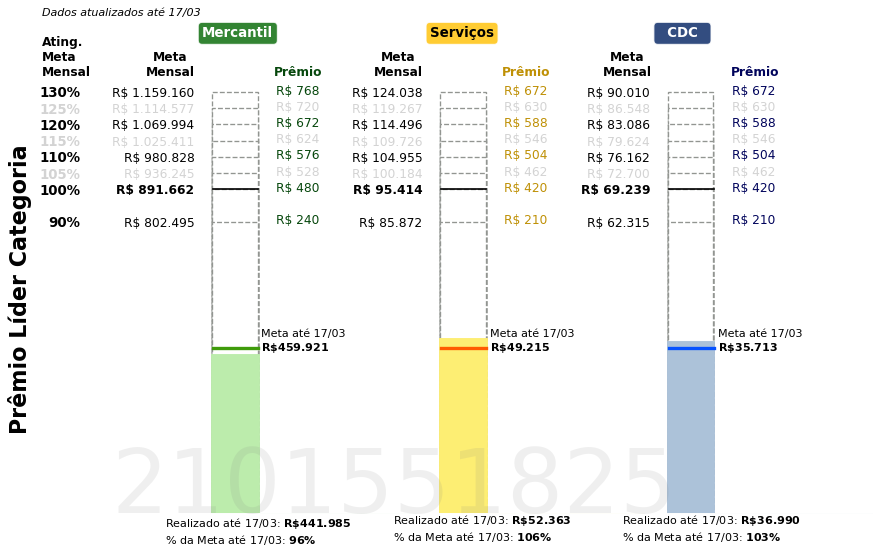 Dados atualizados até 17/03
Prêmio Líder Categoria
Mercantil
Serviços
CDC
Ating.
Meta
Mensal
Meta
Mensal
Prêmio
Meta
Mensal
Prêmio
Meta
Mensal
Prêmio
130% R$ 1.159.160 R$ 768 R$ 124.038 R$ 672 R$ 90.010 R$ 672
125% R$ 1.114.577 R$ 720 R$ 119.267 R$ 630 R$ 86.548 R$ 630
120% R$ 1.069.994 R$ 672 R$ 114.496 R$ 588 R$ 83.086 R$ 588
115% R$ 1.025.411 R$ 624 R$ 109.726 R$ 546 R$ 79.624 R$ 546
110% R$ 980.828 R$ 576 R$ 104.955 R$ 504 R$ 76.162 R$ 504
105% R$ 936.245 R$ 528 R$ 100.184 R$ 462 R$ 72.700 R$ 462
100% R$ 891.662 R$ 480 R$ 95.414 R$ 420 R$ 69.239 R$ 420
90% R$ 802.495 R$ 240 R$ 85.872 R$ 210 R$ 62.315 R$ 210
Meta até 17/03
R$459.921
Meta até 17/03
R$49.215
Meta até 17/03
R$35.713
2101551825
Realizado até 17/03: R$441.985
% da Meta até 17/03: 96%
Realizado até 17/03: R$52.363
% da Meta até 17/03: 106%
Realizado até 17/03: R$36.990
% da Meta até 17/03: 103%